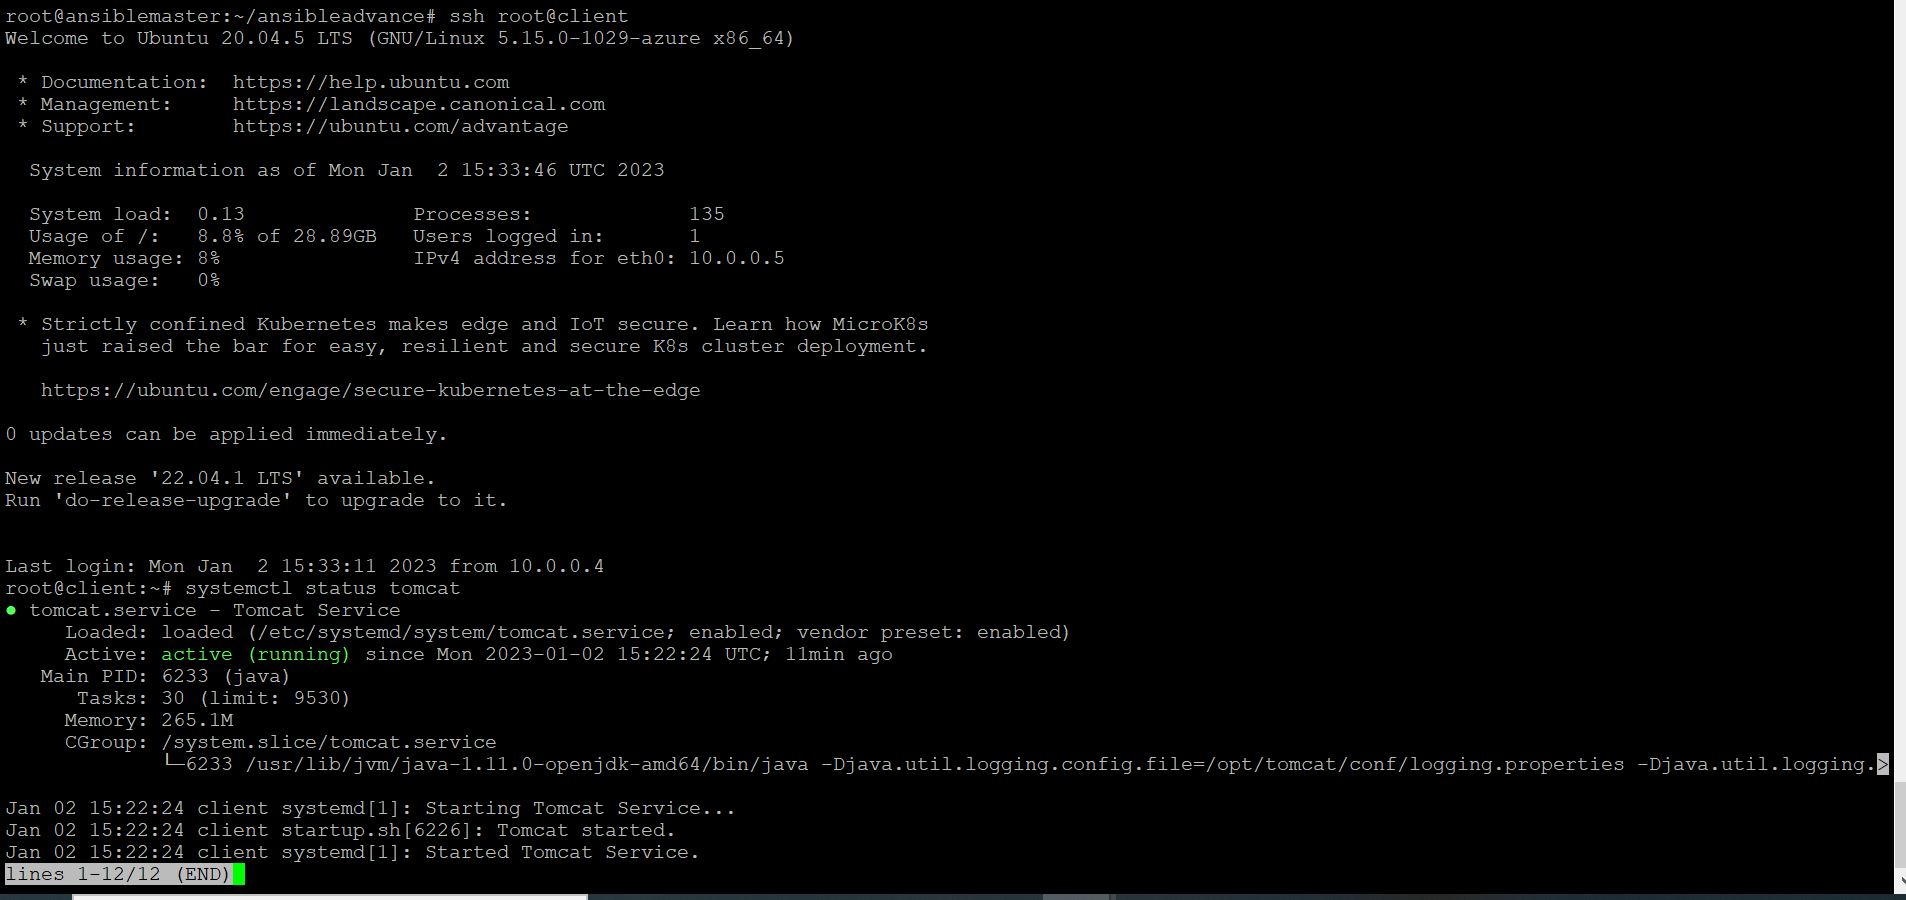 root@ansiblemaster:~/ansibleadvance# ssh root@client
Welcome to Ubuntu 20.04.5 LTS (GNU/Linux 5.15.0-1029-azure x86_64)
* Documentation:  https://help.ubuntu.com
* Management:     https://landscape.canonical.com
* Support:        https://ubuntu.com/advantage
System information as of Mon Jan  2 15:33:46 UTC 2023
System load:  0.13              Processes:             135
Usage of /:   8.8% of 28.89GB   Users logged in:       1
Memory usage: 8%                IPv4 address for eth0: 10.0.0.5
Swap usage:   0%
* Strictly confined Kubernetes makes edge and IoT secure. Learn how MicroK8s
just raised the bar for easy, resilient and secure K8s cluster deployment.
https://ubuntu.com/engage/secure-kubernetes-at-the-edge
0 updates can be applied immediately.
New release '22.04.1 LTS' available.
Run 'do-release-upgrade' to upgrade to it.
Last login: Mon Jan  2 15:33:11 2023 from 10.0.0.4
root@client:~# systemctl status tomcat
● tomcat.service - Tomcat Service
Loaded: loaded (/etc/systemd/system/tomcat.service; enabled; vendor preset: enabled)
Active: active (running) since Mon 2023-01-02 15:22:24 UTC; 11min ago
Main PID: 6233 (java)
Tasks: 30 (limit: 9530)
Memory: 265.1M
CGroup: /system.slice/tomcat.service
└─6233 /usr/lib/jvm/java-1.11.0-openjdk-amd64/bin/java -Djava.util.logging.config.file=/opt/tomcat/conf/logging.properties -Djava.util.logging.>
Jan 02 15:22:24 client systemd[1]: Starting Tomcat Service...
Jan 02 15:22:24 client startup.sh[6226]: Tomcat started.
Jan 02 15:22:24 client systemd[1]: Started Tomcat Service.
lines 1-12/12 (END)